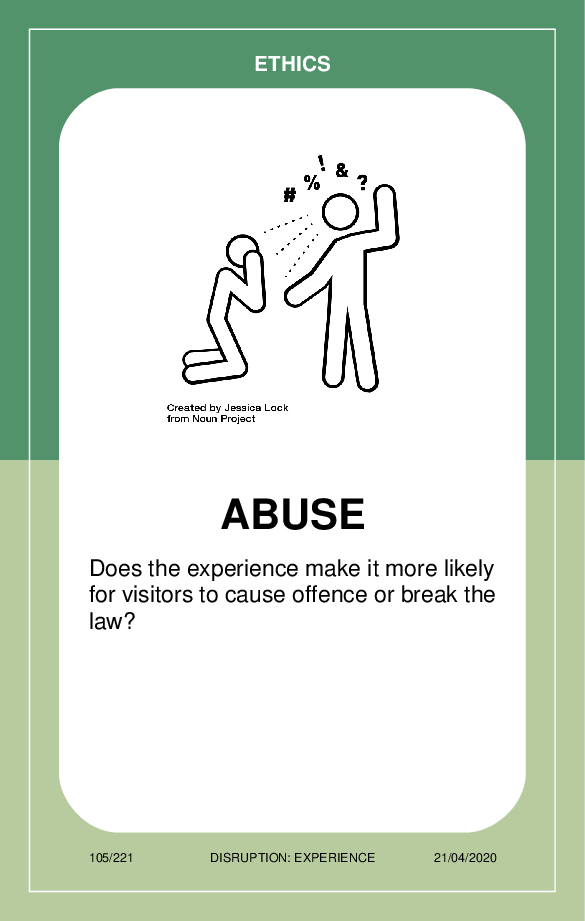 ETHICS
# % ! & ?
Created by Jessica Lock
from Noun Project
ABUSE
Does the experience make it more likely
for visitors to cause offence or break the
law?
105/221 DISRUPTION: EXPERIENCE 21/04/2020